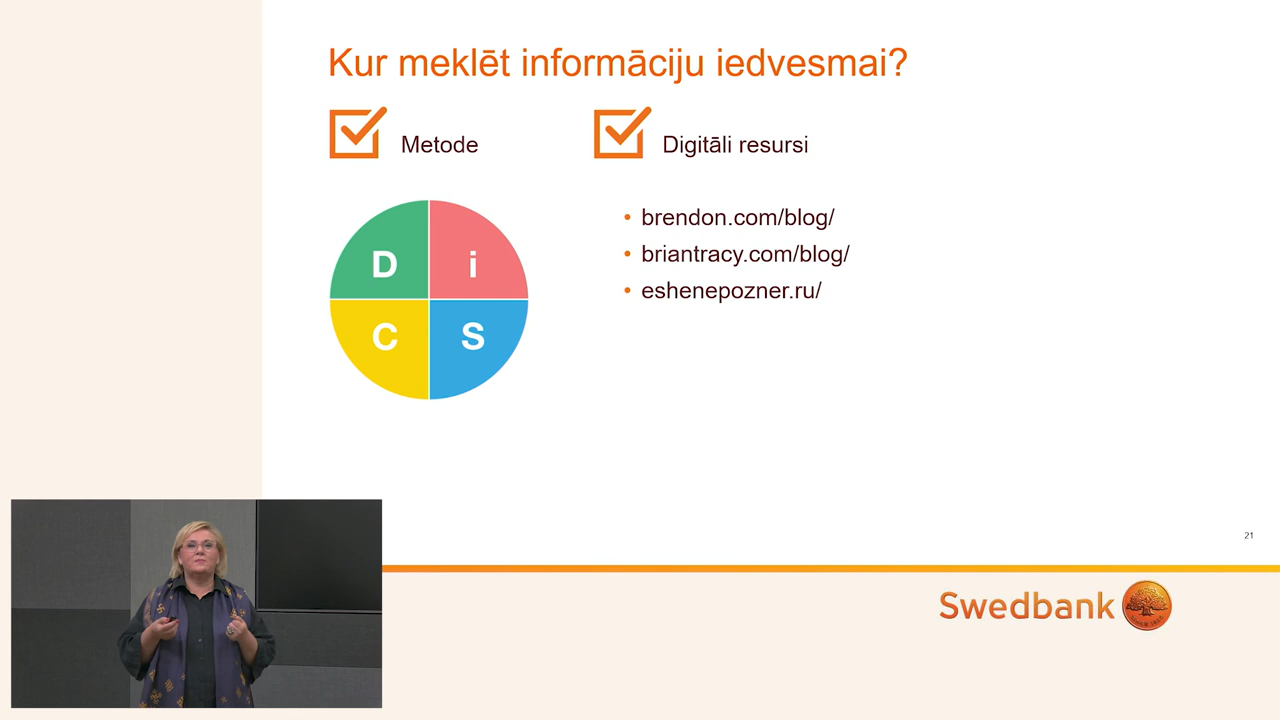 Kur meklēt informāciju iedvesmai?
Metode
Digitāli resursi
D i
C S
• brendon.com/blog/
• briantracy.com/blog/
• eshenepozner.ru/
21
Swedbank